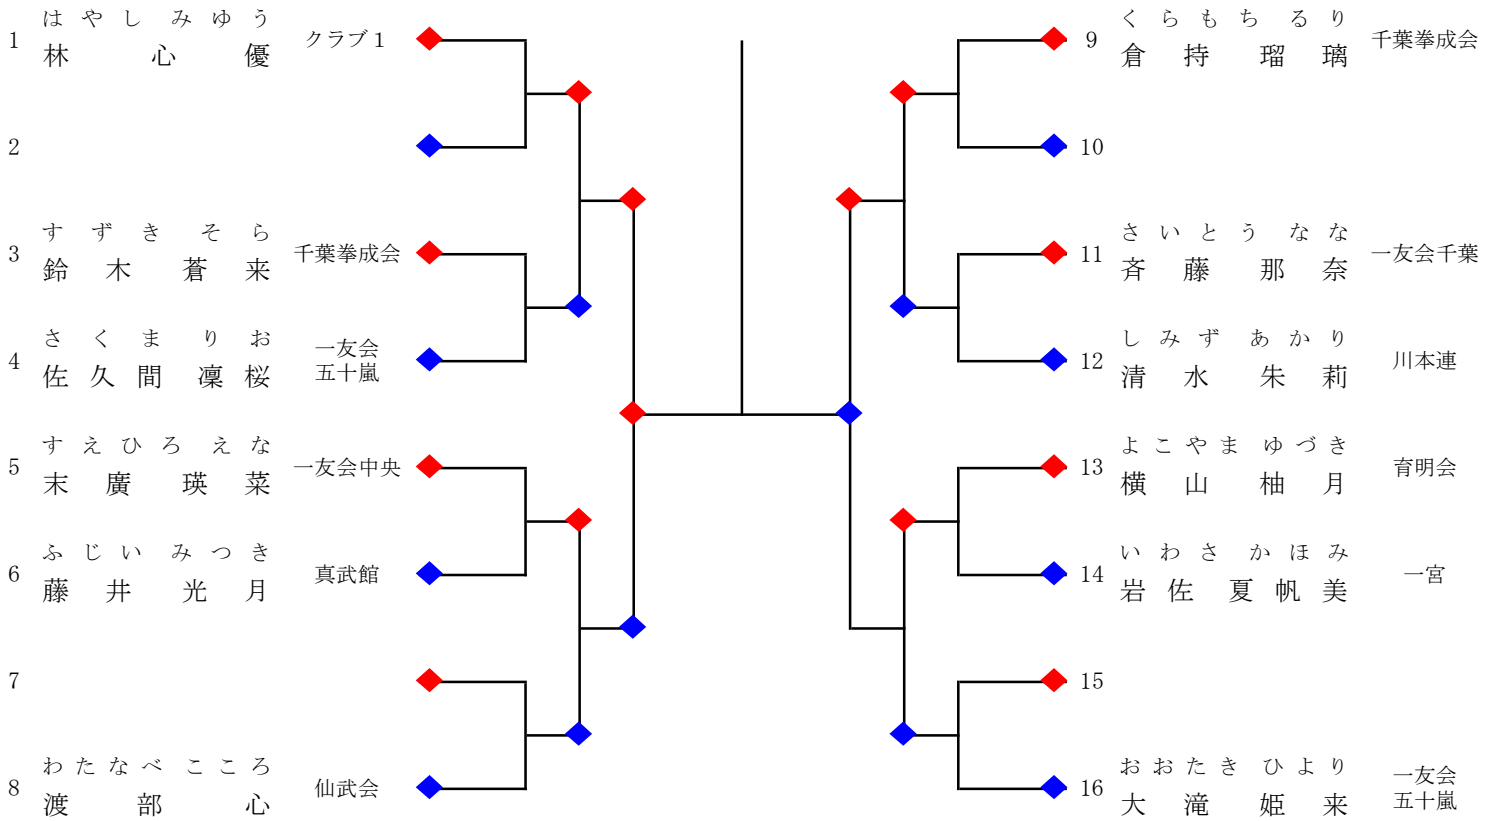 はやし みゆう
1 林 心 優 クラブ１
2
すずき そら
3 鈴木 蒼来 千葉拳成会
さくま りお
4 佐久間 凜桜 一友会
五十嵐
すえひろ えな
5 末廣 瑛菜 一友会中央
ふじい みつき
6 藤井 光月 真武館
7
わたなべ こころ
8 渡部 心 仙武会
くらもち るり
9 倉持 瑠璃 千葉拳成会
10
さいとう なな
11 斉藤 那奈 一友会千葉
しみず あかり
12 清水 朱莉 川本連
よこやま ゆづき
13 横山 柚月 育明会
いわさ かほみ
14 岩佐 夏帆美 一宮
15
おおたき ひより
16 大滝 姫来 一友会
五十嵐